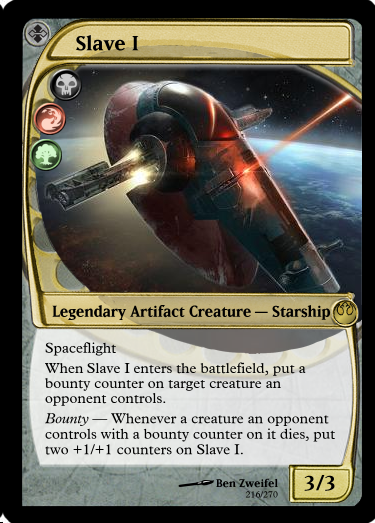 Slave I
Legendary Artifact Creature — Starship
Spaceflight
When Slave I enters the battlefield, put a
bounty counter on target creature an
opponent controls.
Bounty — Whenever a creature an opponent
controls with a bounty counter on it dies, put
two +1/+1 counters on Slave I.
Ben Zweifel
216/270
3/3